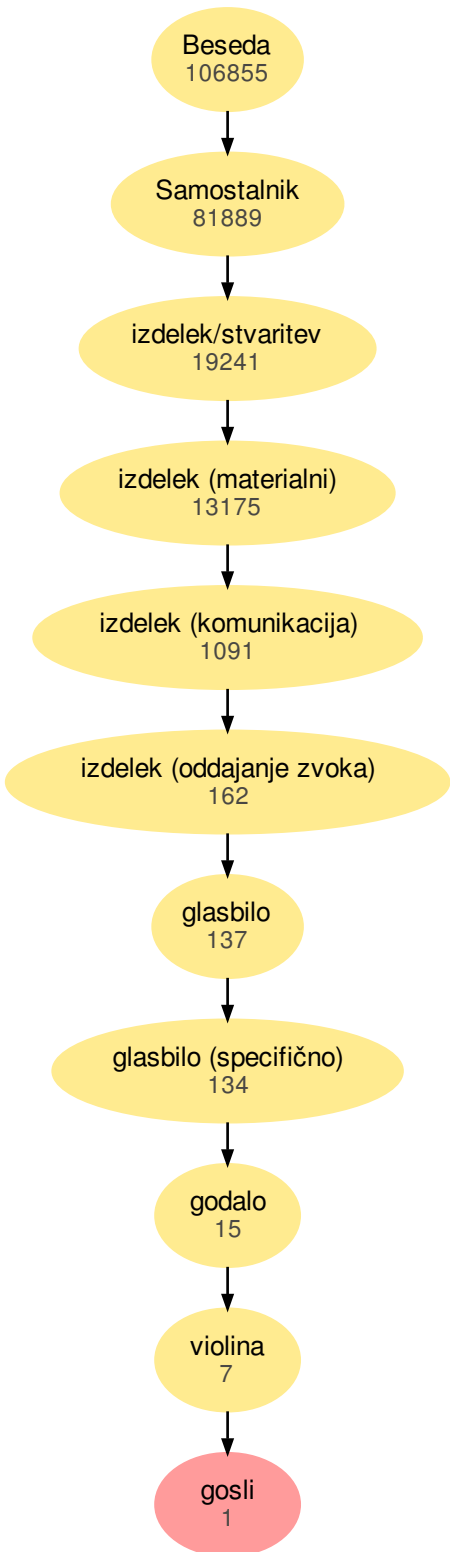 Beseda
106855
Samostalnik
81889
izdelek/stvaritev
19241
izdelek (materialni)
13175
izdelek (komunikacija)
1091
izdelek (oddajanje zvoka)
162
glasbilo
137
glasbilo (specifično)
134
godalo
15
violina
7
gosli
1